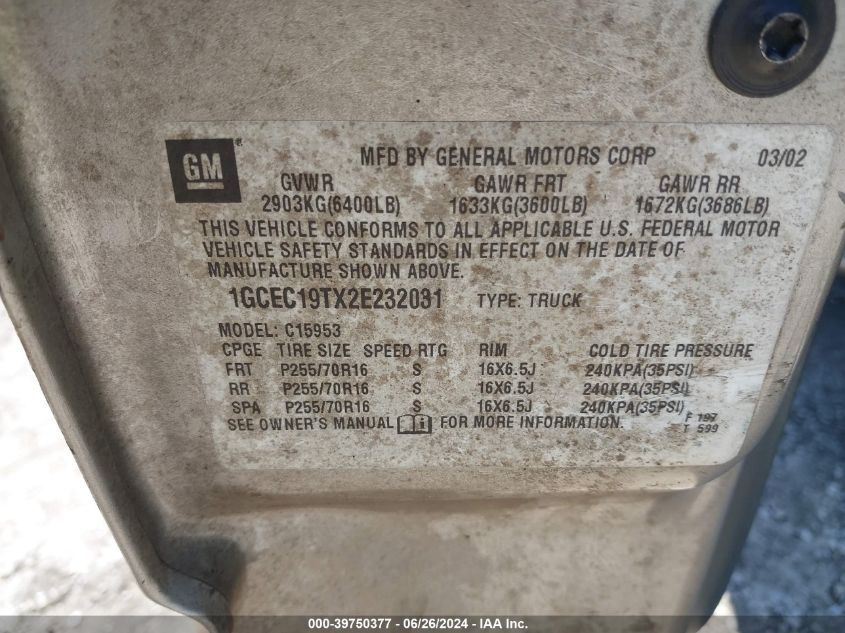 GM® MFD BY GENERAL MOTORS CORP 03/02
GVWR GAWR FRT GAWR RR
2903KG(6400LB) 1633KG(3600LB) 1672KG(3686LB)
THIS VEHICLE CONFORMS TO ALL APPLICABLE U.S. FEDERAL MOTOR
VEHICLE SAFETY STANDARDS IN EFFECT ON THE DATE OF
MANUFACTURE SHOWN ABOVE.
1GCEC19TX2E232031 TYPE: TRUCK
MODEL: C15953
CPGE TIRE SIZE SPEED RTG RIM COLD TIRE PRESSURE
FRT P255/70R16 S 16X6.5J 240KPA(35PSI)
RR P255/70R16 S 16X6.5J 240KPA(35PSI)
SPA P255/70R16 S 16X6.5J 240KPA(35PSI)
SEE OWNER'S MANUAL FOR MORE INFORMATION. F 197
T 599
000-39750377 - 06/26/2024 - IAA Inc.